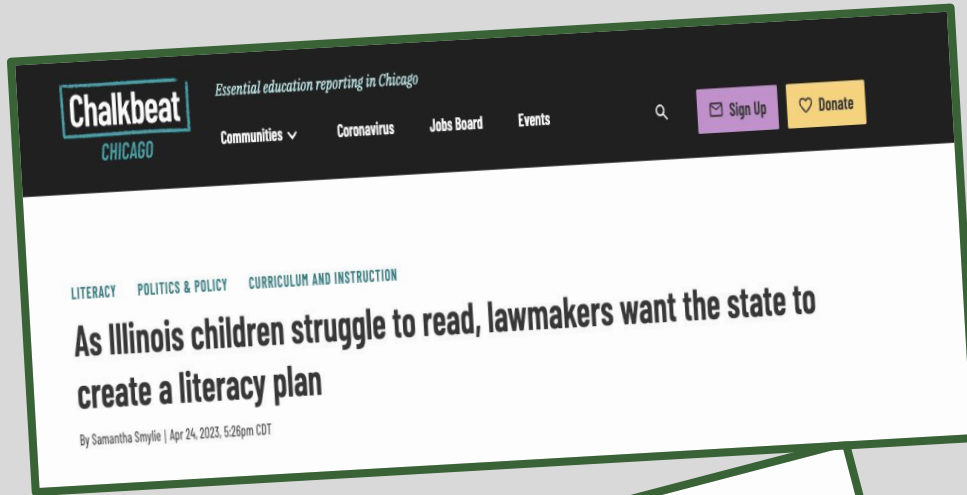 Chalkbeat
CHICAGO
Essential education reporting in Chicago
Communities
Coronavirus
Jobs Board
Events
Sign Up
Donate
LITERACY POLITICS & POLICY CURRICULUM AND INSTRUCTION
As Illinois children struggle to read, lawmakers want the state to
create a literacy plan
By Samantha Smylie | Apr 24, 2023, 5:26pm CDT